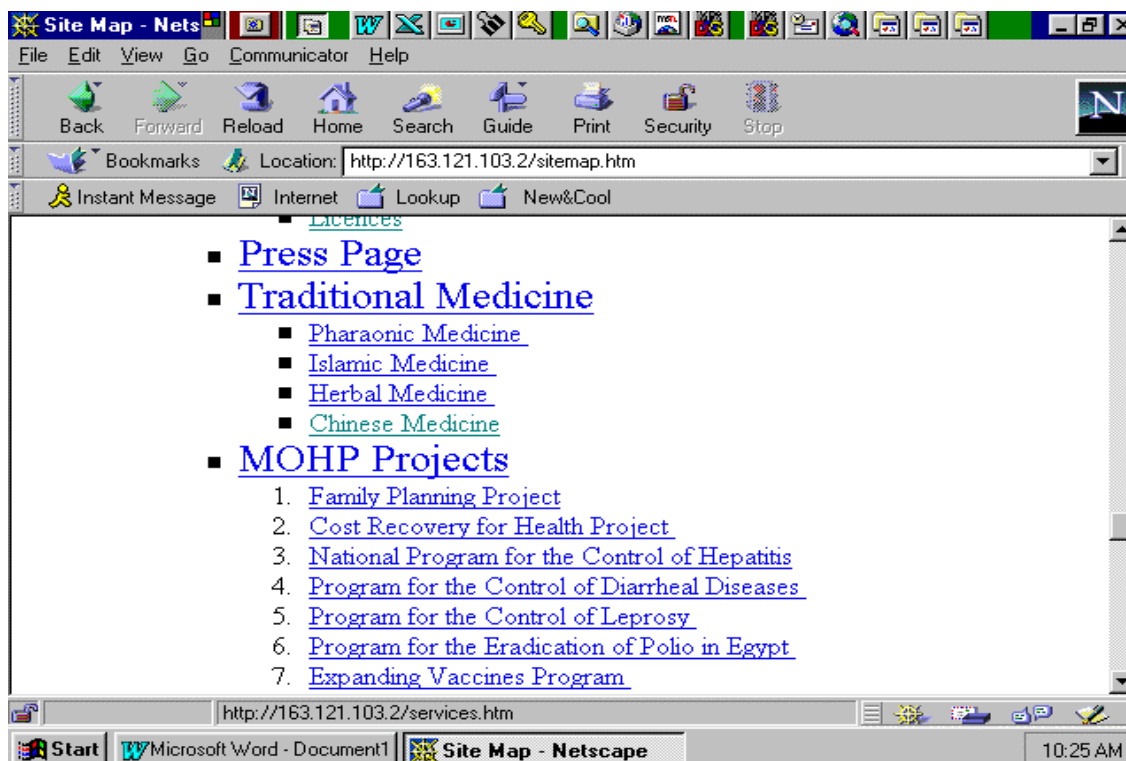 Site Map - Nets
File Edit View Go Communicator Help
Back Forward Reload Home Search Guide Print Security Stop
N
Bookmarks Location: http://163.121.103.2/sitemap.htm
Instant Message Internet Lookup New&Cool
Licences
Press Page
Traditional Medicine
Pharaonic Medicine
Islamic Medicine
Herbal Medicine
Chinese Medicine
MOHP Projects
1. Family Planning Project
2. Cost Recovery for Health Project
3. National Program for the Control of Hepatitis
4. Program for the Control of Diarrheal Diseases
5. Program for the Control of Leprosy
6. Program for the Eradication of Polio in Egypt
7. Expanding Vaccines Program
http://163.121.103.2/services.htm
Start Microsoft Word - Document1 Site Map - Netscape 10:25 AM